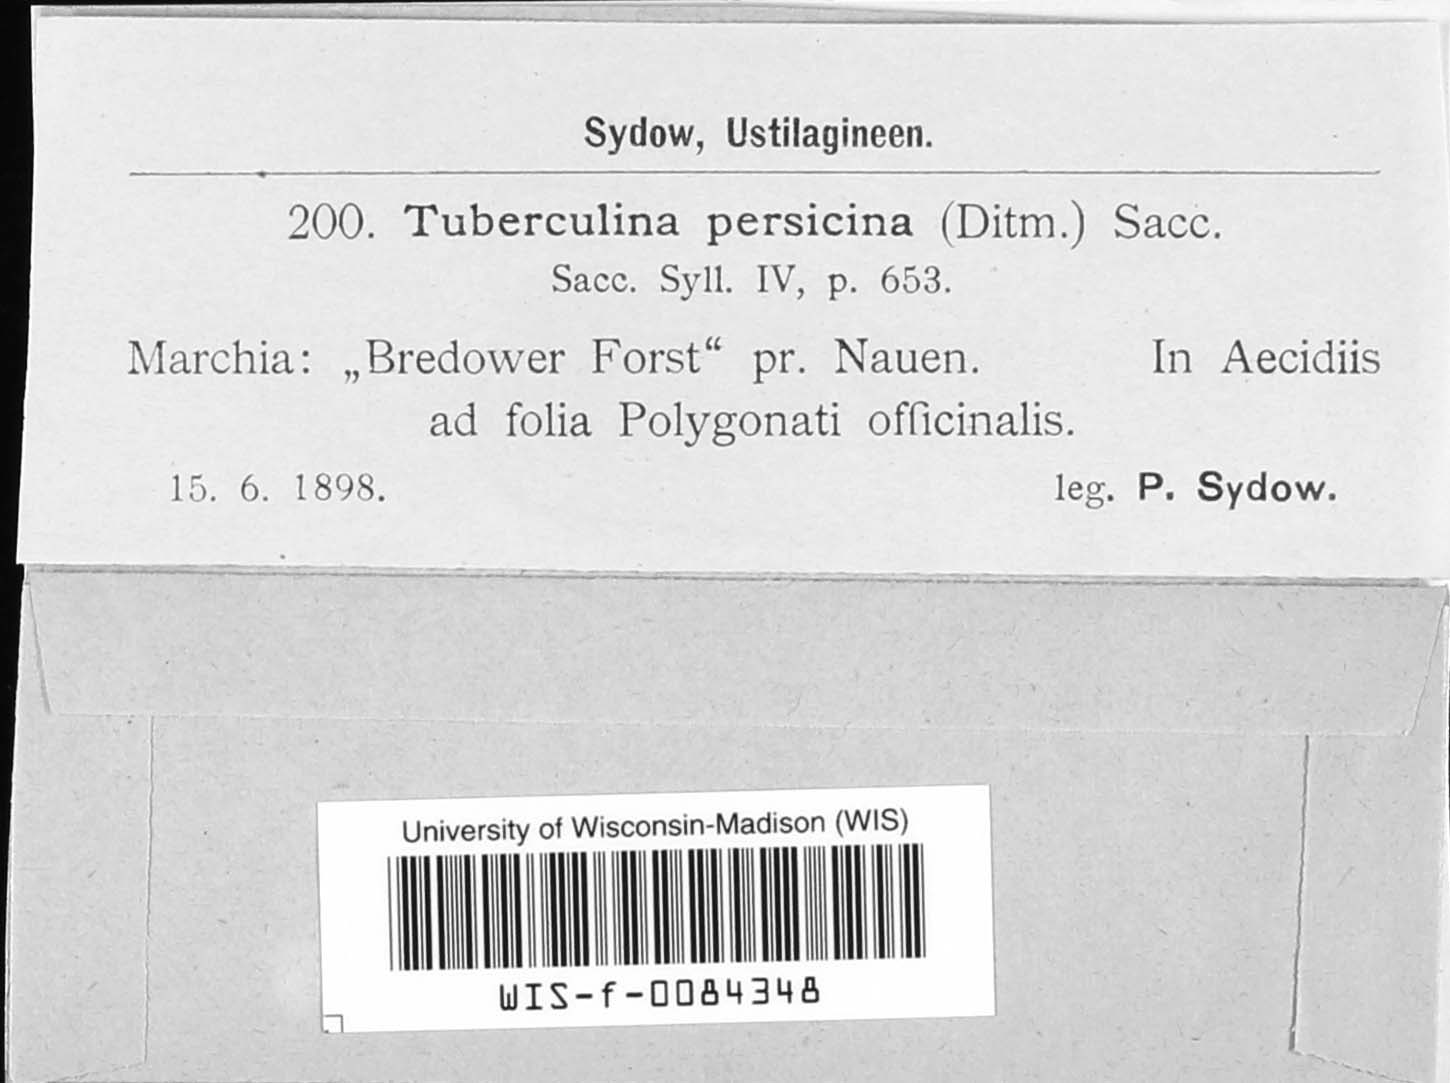 Sydow, Ustilagineen.
200. Tuberculina persicina (Ditm.) Sacc.
Sacc. Syll. IV, p. 653.
Marchia: „Bredower Forst“ pr. Nauen. In Aecidiis
ad folia Polygonati officinalis.
15. 6. 1898. leg. P. Sydow.
University of Wisconsin-Madison (WIS)
WIS-f-0084348